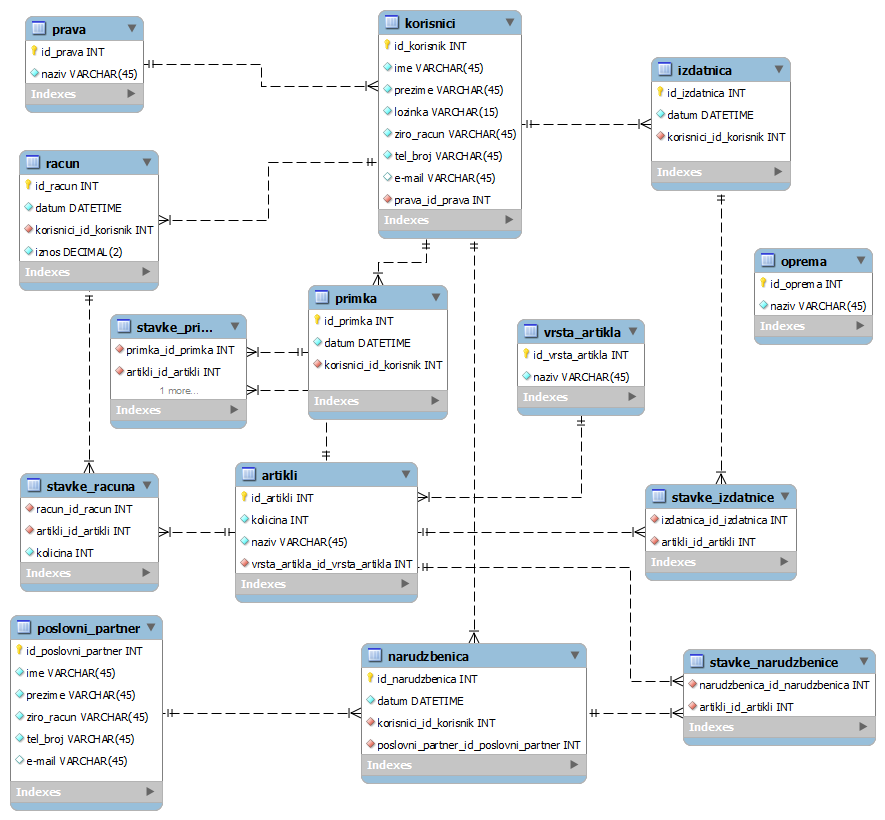 prava
id_prava INT
naziv VARCHAR(45)
Indexes
korisnici
id_korisnik INT
ime VARCHAR(45)
prezime VARCHAR(45)
lozinka VARCHAR(15)
ziro_racun VARCHAR(45)
tel_broj VARCHAR(45)
e-mail VARCHAR(45)
prava_id_prava INT
Indexes
izdatnica
id_izdatnica INT
datum DATETIME
korisnici_id_korisnik INT
Indexes
racun
id_racun INT
datum DATETIME
korisnici_id_korisnik INT
iznos DECIMAL(2)
Indexes
oprema
id_oprema INT
naziv VARCHAR(45)
Indexes
primka
id_primka INT
datum DATETIME
korisnici_id_korisnik INT
Indexes
stavke_pri...
primka_id_primka INT
artikli_id_artikli INT
1 more...
Indexes
vrsta_artikla
id_vrsta_artikla INT
naziv VARCHAR(45)
Indexes
stavke_racuna
racun_id_racun INT
artikli_id_artikli INT
kolicina INT
Indexes
artikli
id_artikli INT
kolicina INT
naziv VARCHAR(45)
vrsta_artikla_id_vrsta_artikla INT
Indexes
stavke_izdatnice
izdatnica_id_izdatnica INT
artikli_id_artikli INT
Indexes
poslovni_partner
id_poslovni_partner INT
ime VARCHAR(45)
prezime VARCHAR(45)
ziro_racun VARCHAR(45)
tel_broj VARCHAR(45)
e-mail VARCHAR(45)
Indexes
narudzbenica
id_narudzbenica INT
datum DATETIME
korisnici_id_korisnik INT
poslovni_partner_id_poslovni_partner INT
Indexes
stavke_narudzbenice
narudzbenica_id_narudzbenica INT
artikli_id_artikli INT
Indexes